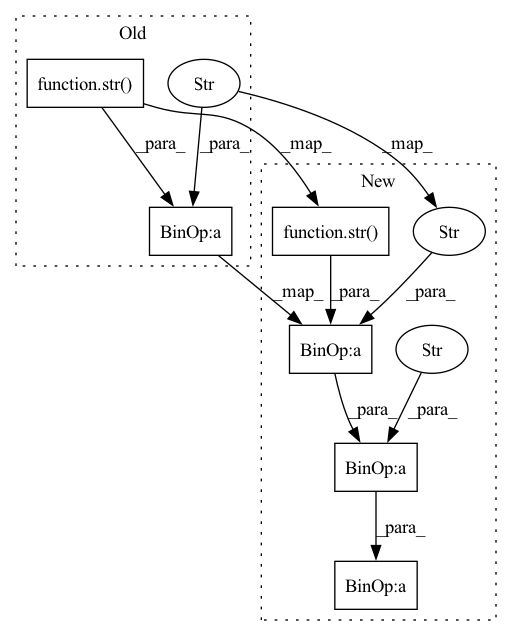 Old
function.str()
Str
_para_
_para_
_map_
_map_
New
BinOp:a
function.str()
Str
_map_
_para_
_para_
BinOp:a
Str
_para_
_para_
BinOp:a
_para_
BinOp:a